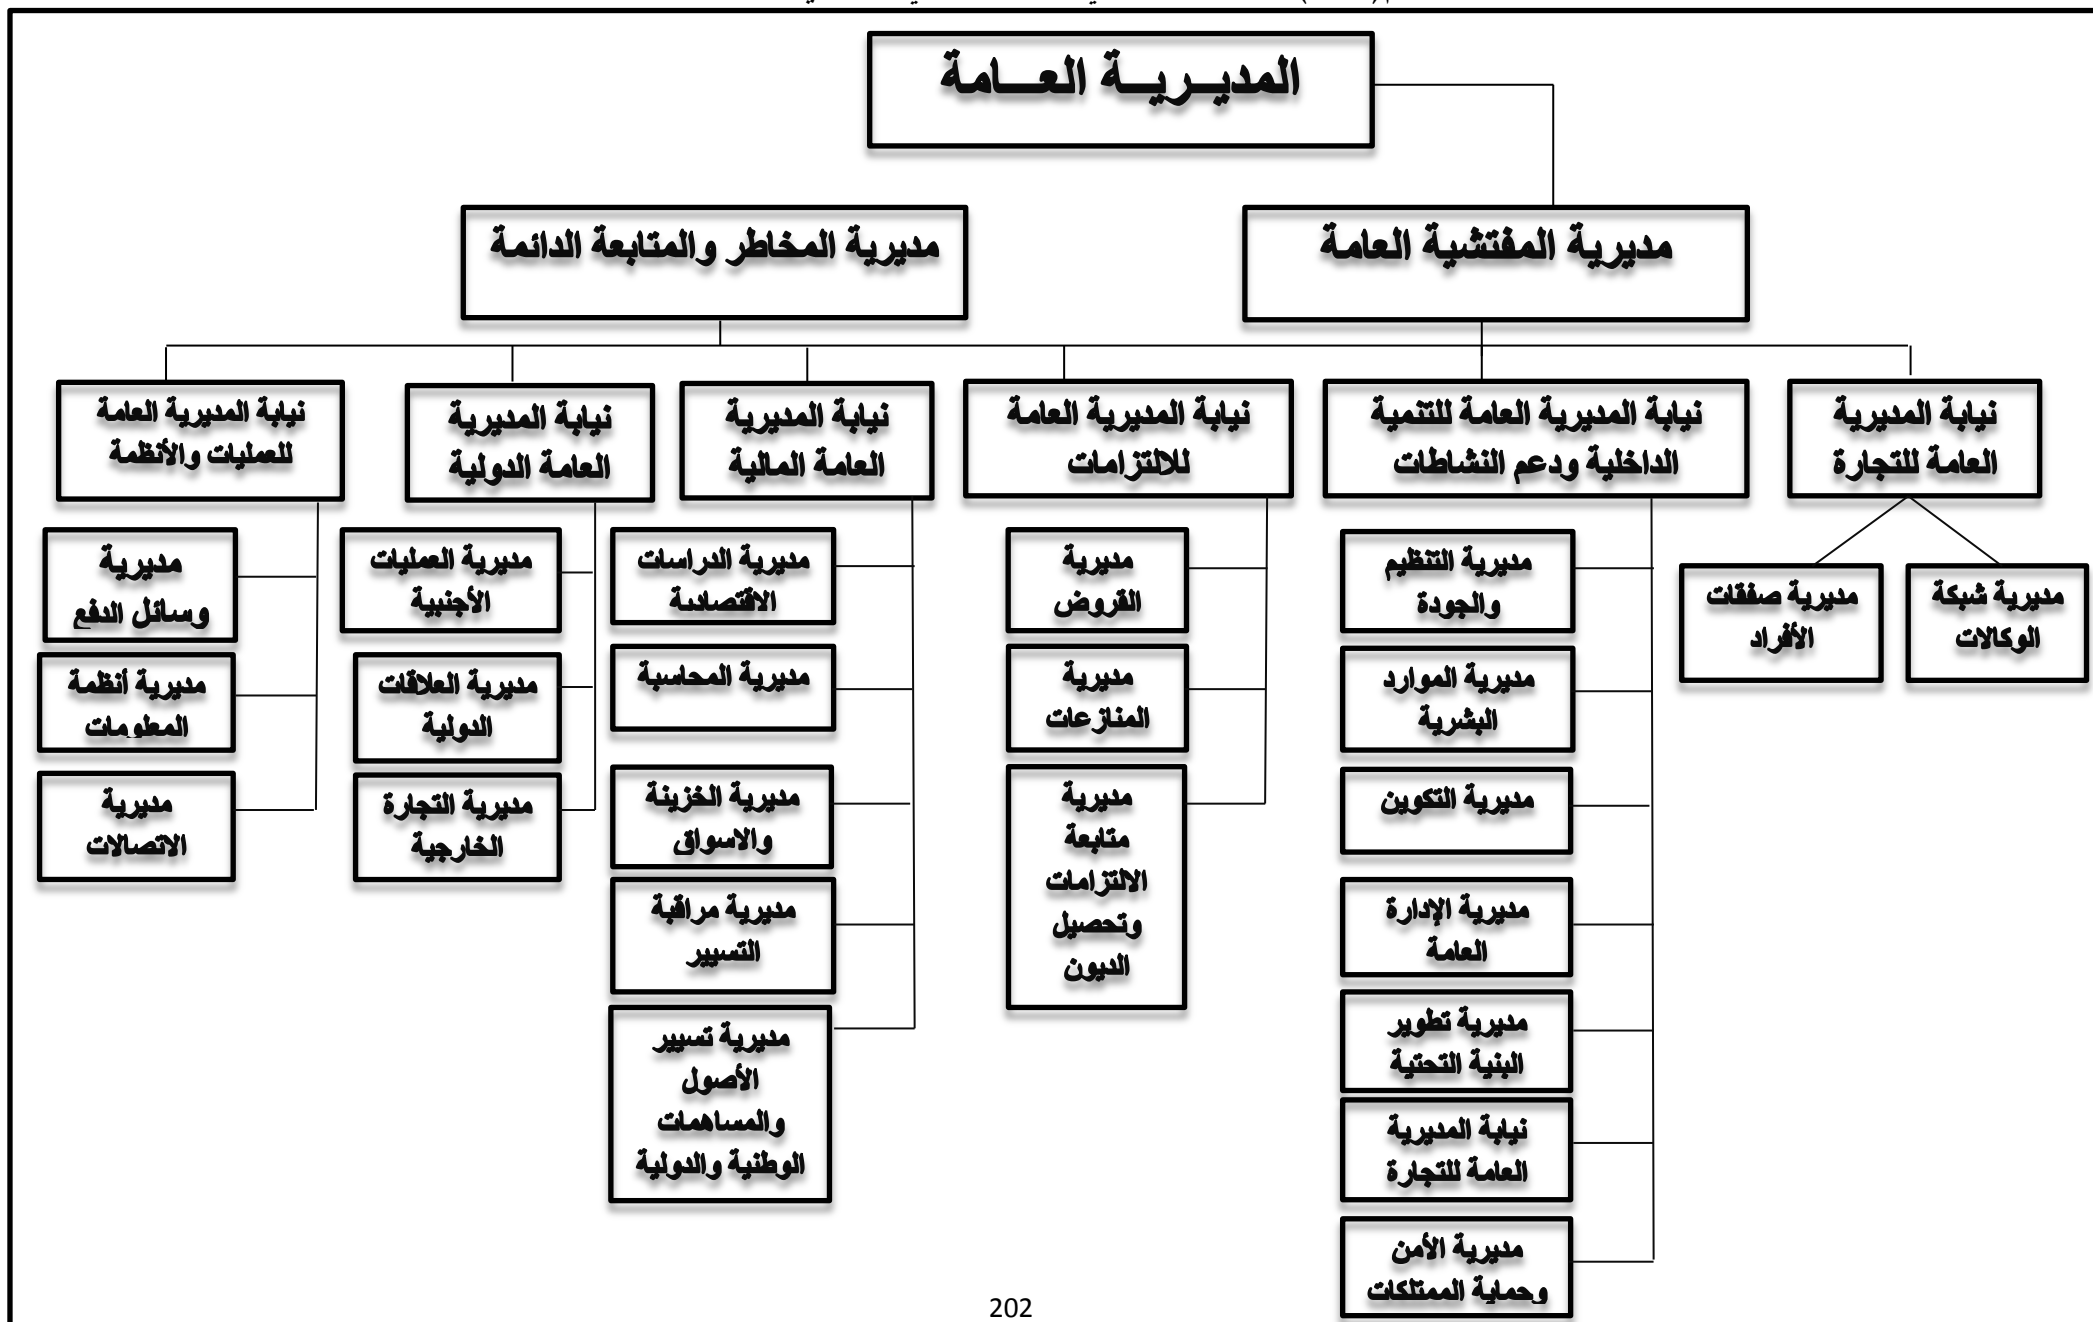 المديــريــة العــامة
مديرية المفتشية العامة
مديرية المخاطر والمتابعة الدائمة
نيابة المديرية
العامة للتجارة
نيابة المديرية العامة للتنمية
الداخلية ودعم النشاطات
نيابة المديرية العامة
للالتزامات
نيابة المديرية
العامة المالية
نيابة المديرية
العامة الدولية
نيابة المديرية العامة
للعمليات والأنظمة
مديرية شبكة
الوكالات
مديرية صفقات
الأفراد
مديرية التنظيم
والجودة
مديرية الموارد
البشرية
مديرية التكوين
مديرية الإدارة
العامة
مديرية تطوير
البنية التحتية
نيابة المديرية
العامة للتجارة
مديرية الأمن
وحماية الممتلكات
مديرية
القروض
مديرية
المنازعات
مديرية
متابعة
الالتزامات
وتحصيل
الديون
مديرية الدراسات
الاقتصادية
مديرية المحاسبة
مديرية الخزينة
والاسواق
مديرية مراقبة
التسيير
مديرية تسيير
الأصول
والمساهمات
الوطنية والدولية
مديرية العمليات
الأجنبية
مديرية العلاقات
الدولية
مديرية التجارة
الخارجية
مديرية
وسائل الدفع
مديرية أنظمة
المعلومات
مديرية
الاتصالات
202